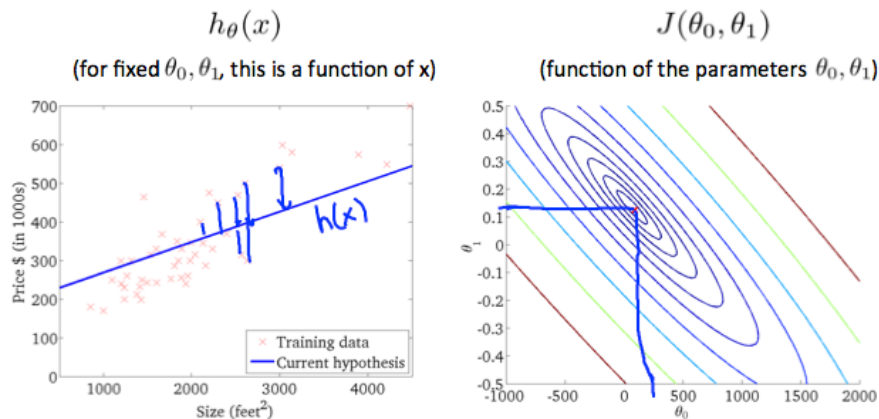 hθ(x)
(for fixed θ0, θ1, this is a function of x)
700
600
500
400
300
200
100
0
Price $ (in 1000s)
1000
2000
3000
4000
Size (feet²)
h(x)
Training data
Current hypothesis
J(θ0, θ1)
(function of the parameters θ0, θ1)
0.5
0.4
0.3
0.2
0.1
0
-0.1
-0.2
-0.3
-0.4
-0.5
θ1
-1000
-500
0
500
1000
1500
2000
θ0